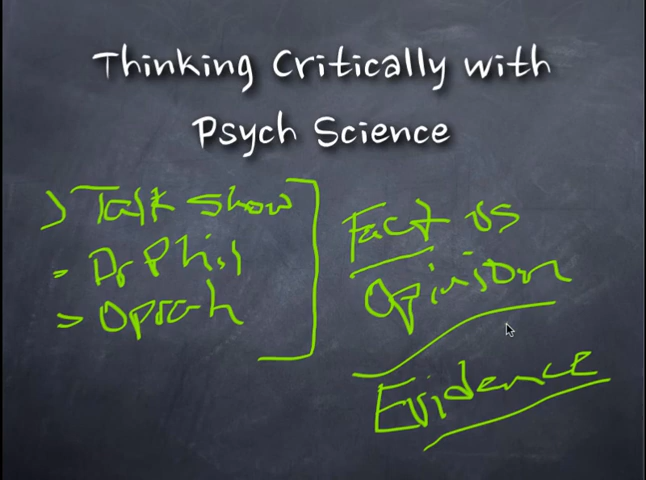 Thinking Critically with
Psych Science
> Talk show
> Dr Phil
> Oprah
Fact vs
Opinion
Evidence